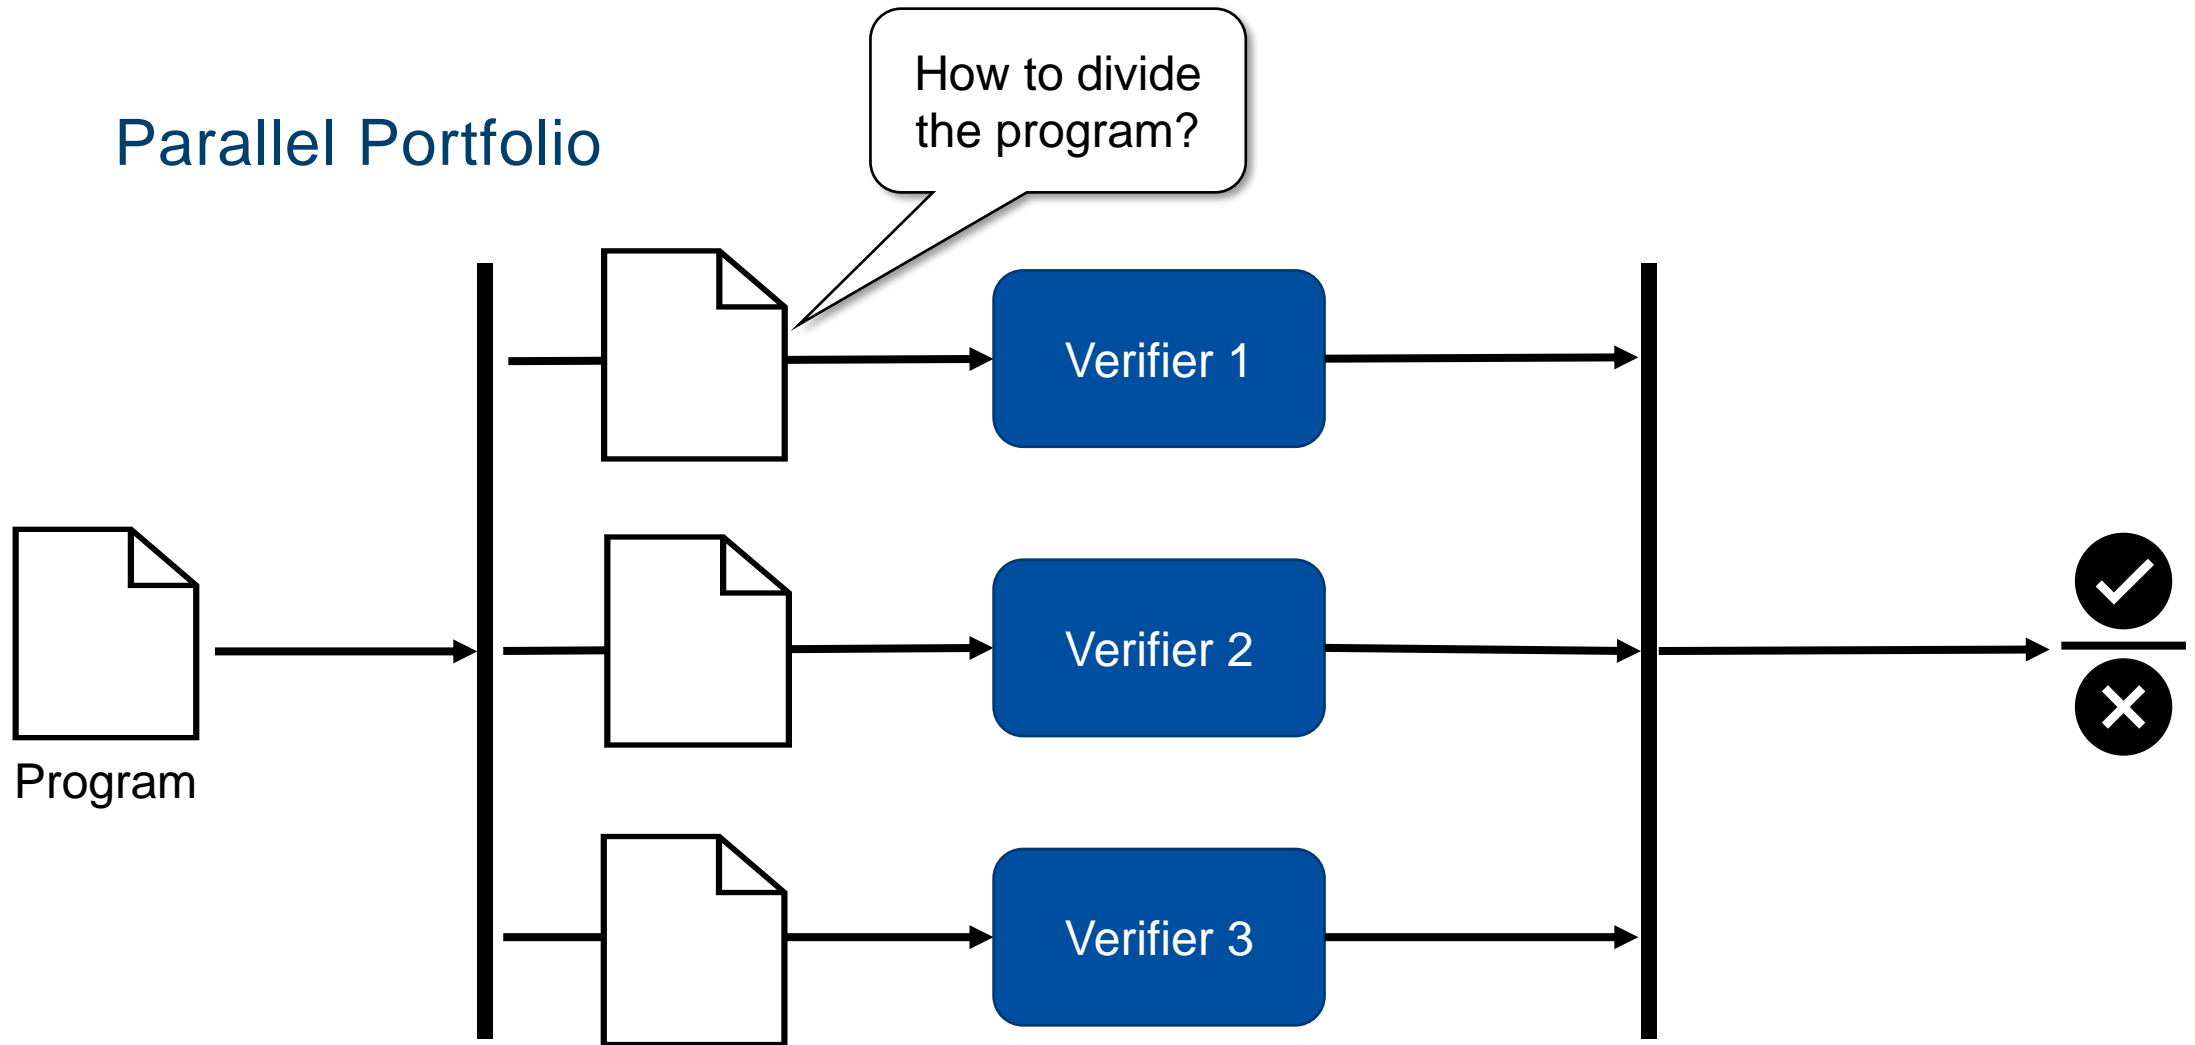 How to divide
the program?
Parallel Portfolio
Verifier 1
Verifier 2
Program
Verifier 3